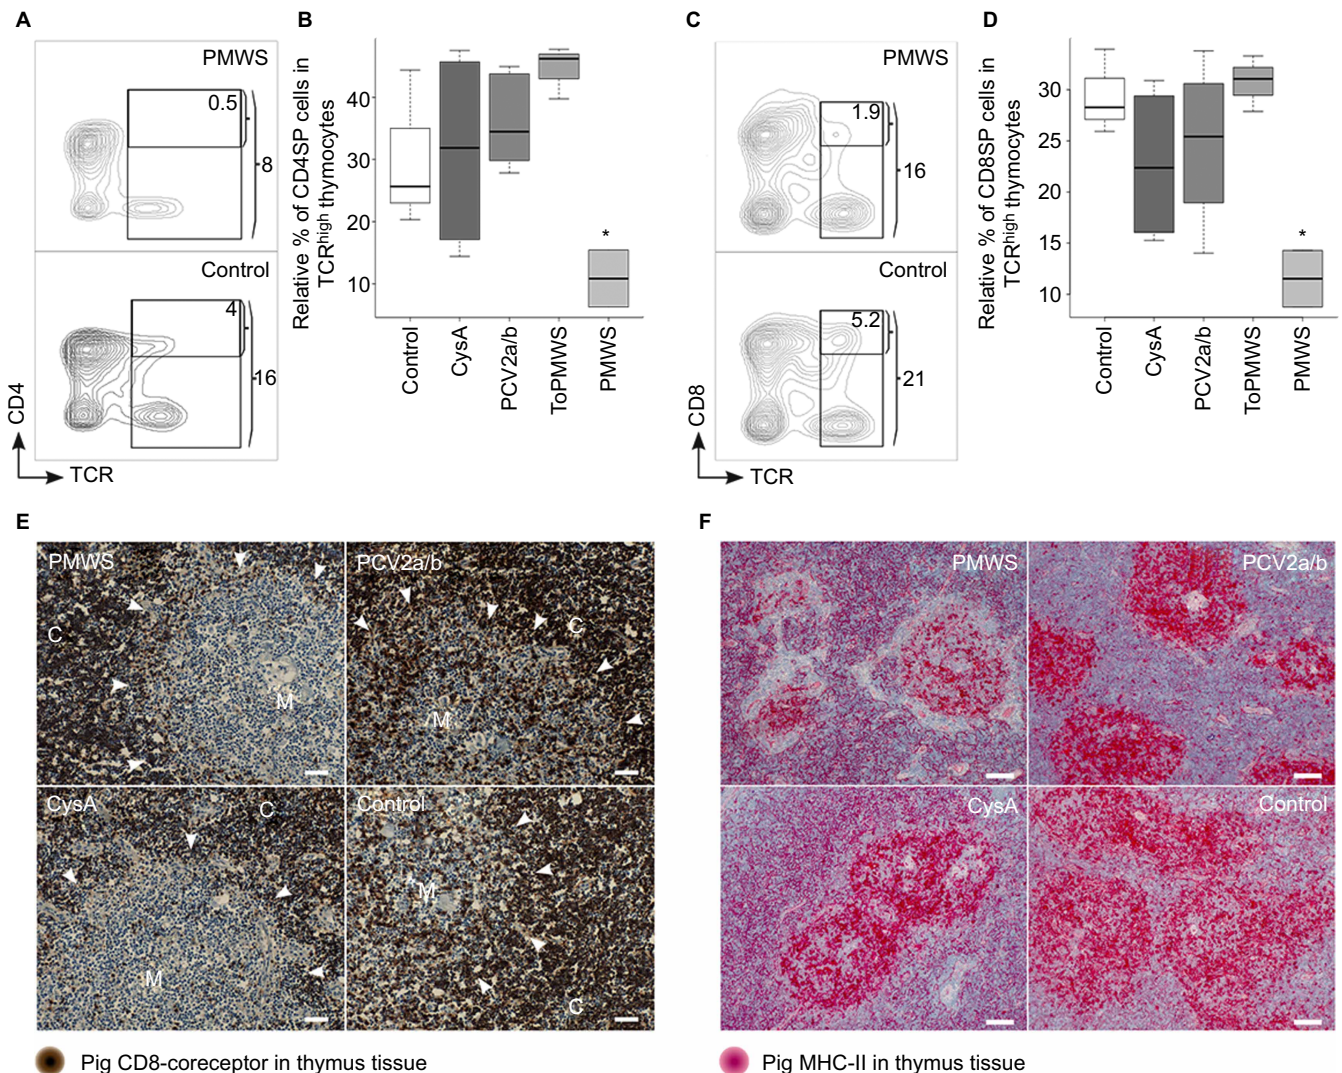 A
PMWS
0.5
8
Control
4
16
CD4
TCR
B
Relative % of CD4SP cells in
TCRhigh thymocytes
40
30
20
10
*
Control
CysA
PCV2a/b
ToPMWS
PMWS
C
PMWS
1.9
16
Control
5.2
21
CD8
TCR
D
Relative % of CD8SP cells in
TCRhigh thymocytes
30
25
20
15
10
*
Control
CysA
PCV2a/b
ToPMWS
PMWS
E
PMWS
C
M
PCV2a/b
C
M
CysA
C
M
Control
M
C
Pig CD8-coreceptor in thymus tissue
F
PMWS
PCV2a/b
CysA
Control
Pig MHC-II in thymus tissue